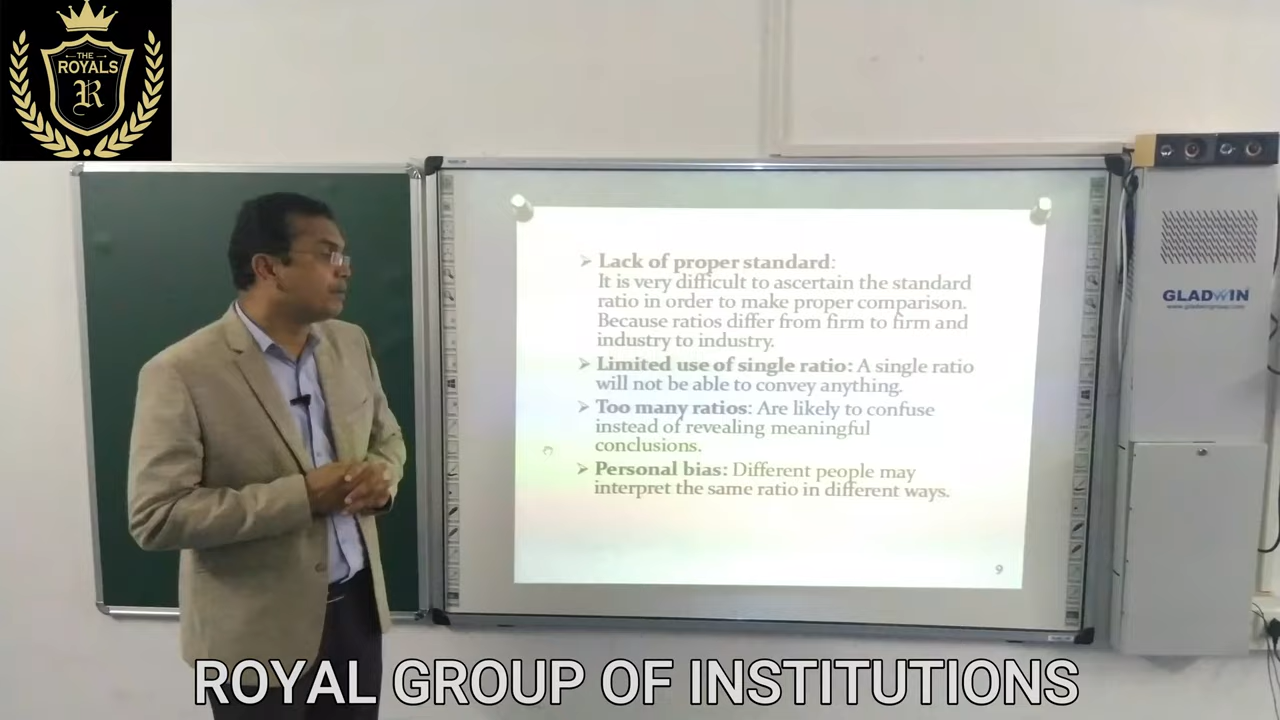 THE
ROYALS
R
➢ Lack of proper standard:
It is very difficult to ascertain the standard
ratio in order to make proper comparison.
Because ratios differ from firm to firm and
industry to industry.
➢ Limited use of single ratio: A single ratio
will not be able to convey anything.
➢ Too many ratios: Are likely to confuse
instead of revealing meaningful
conclusions.
➢ Personal bias: Different people may
interpret the same ratio in different ways.
9
GLADWIN
ROYAL GROUP OF INSTITUTIONS